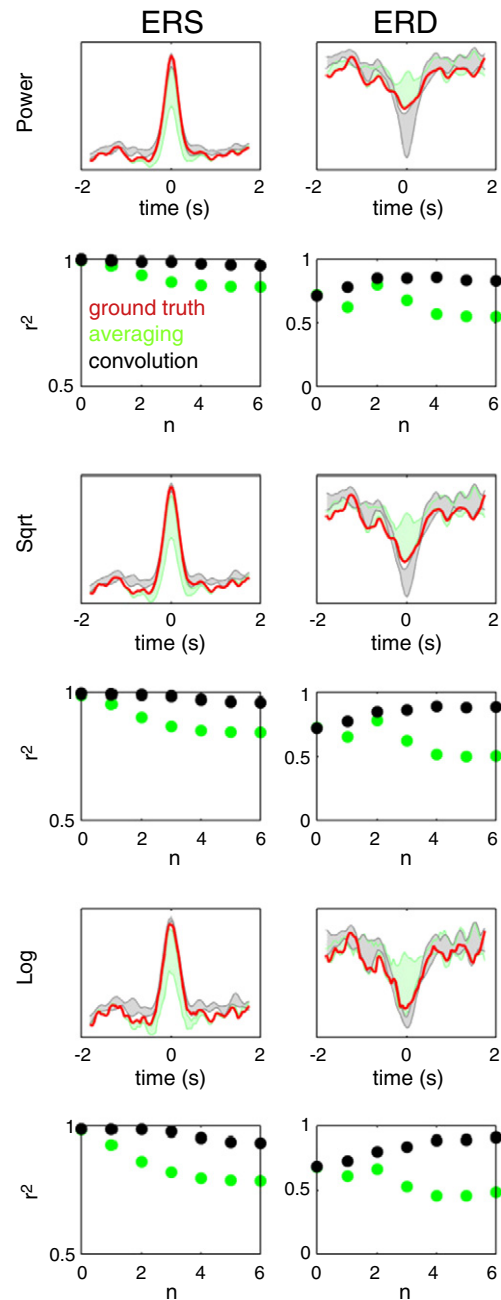 ERS ERD
Power
-2 0 2 -2 0 2
time (s) time (s)
1 1
r2 0.5
ground truth
averaging
convolution
0.5 0
0 2 4 6 0 2 4 6
n n
Sqrt
-2 0 2 -2 0 2
time (s) time (s)
1 1
r2 0.5
0.5 0
0 2 4 6 0 2 4 6
n n
Log
-2 0 2 -2 0 2
time (s) time (s)
1 1
r2 0.5
0.5 0
0 2 4 6 0 2 4 6
n n